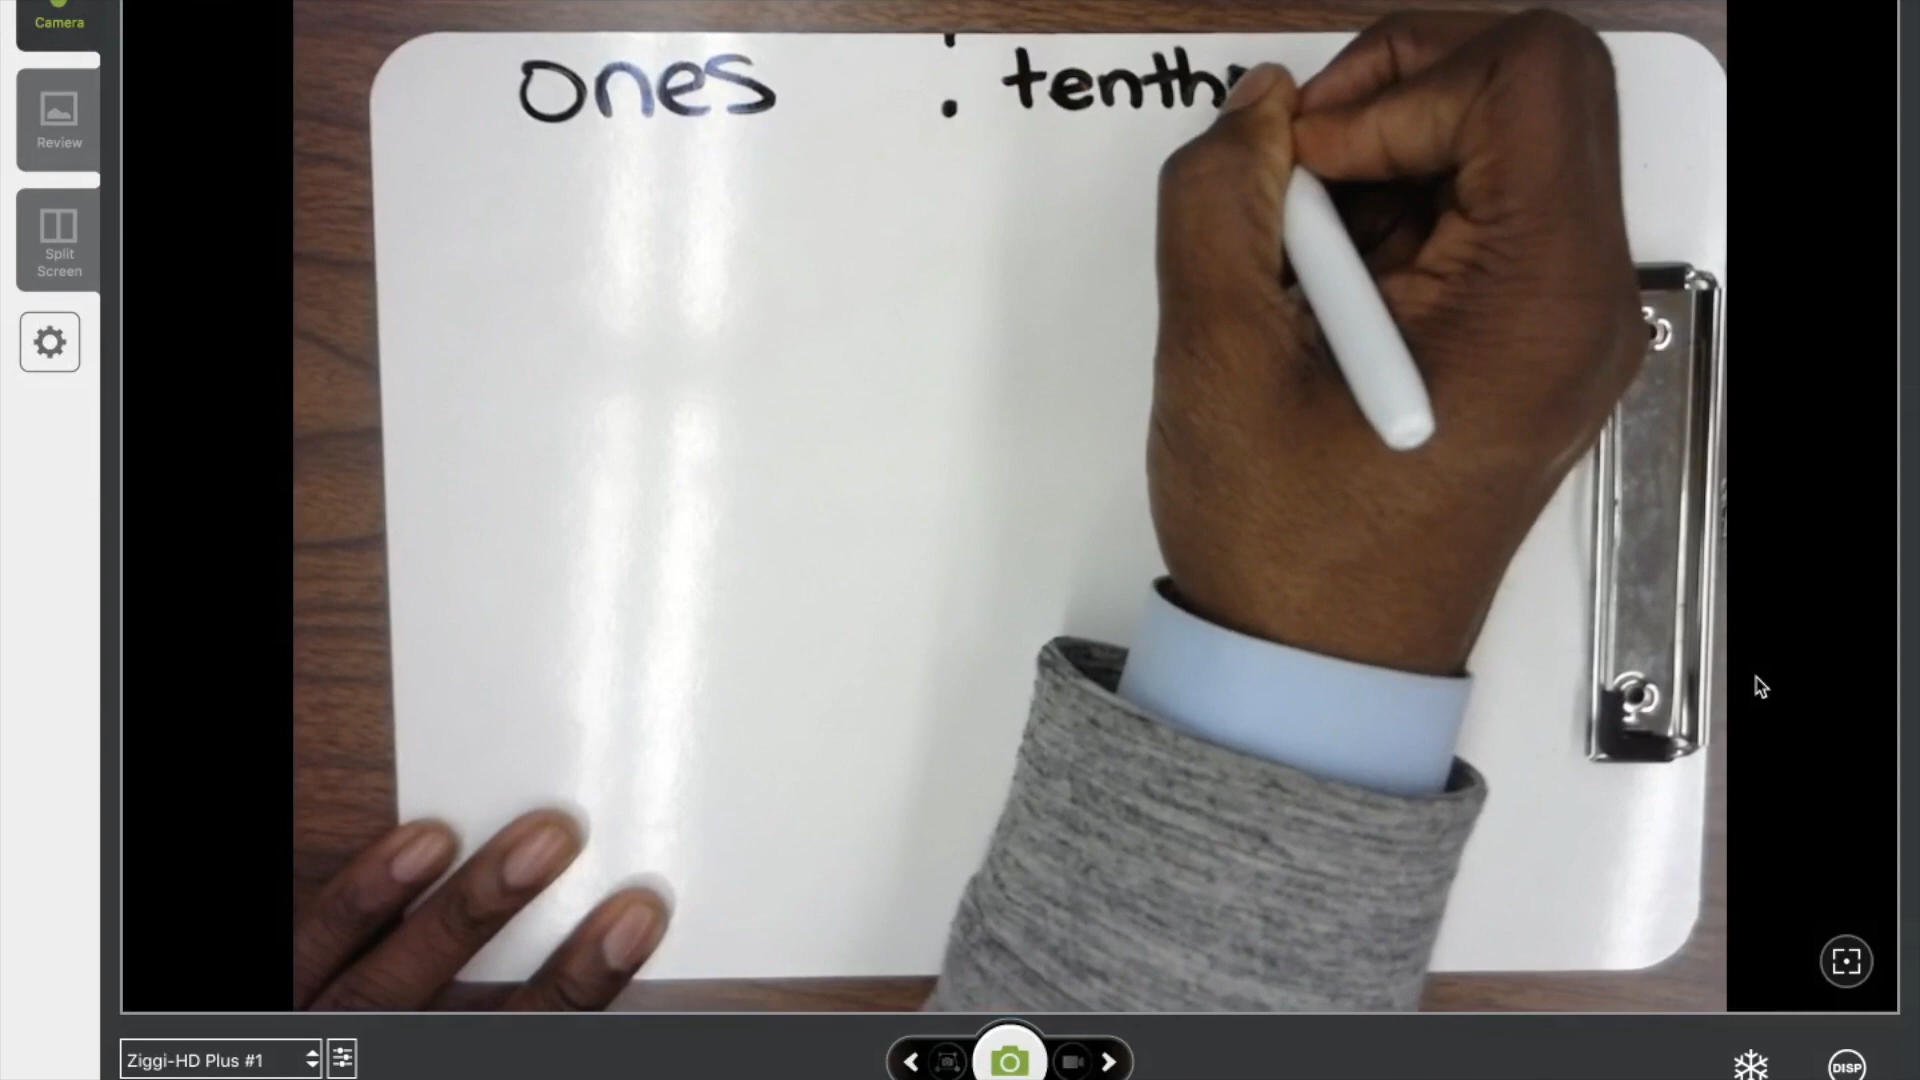 Camera
ones . tenth
Review
Split
Screen
Ziggi-HD Plus #1
DISP